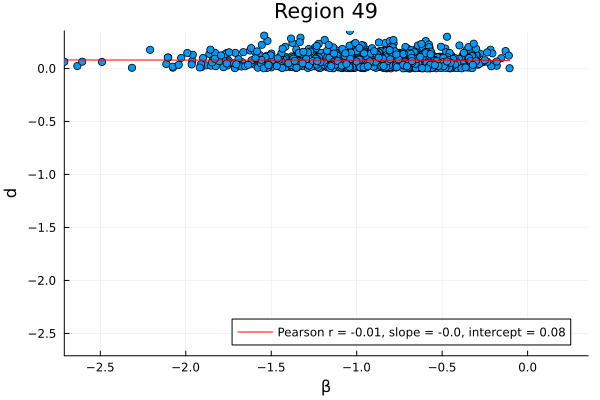 Region 49
0.0
−0.5
−1.0
−1.5
−2.0
−2.5
d
Pearson r = -0.01, slope = -0.0, intercept = 0.08
−2.5 −2.0 −1.5 −1.0 −0.5 0.0
β